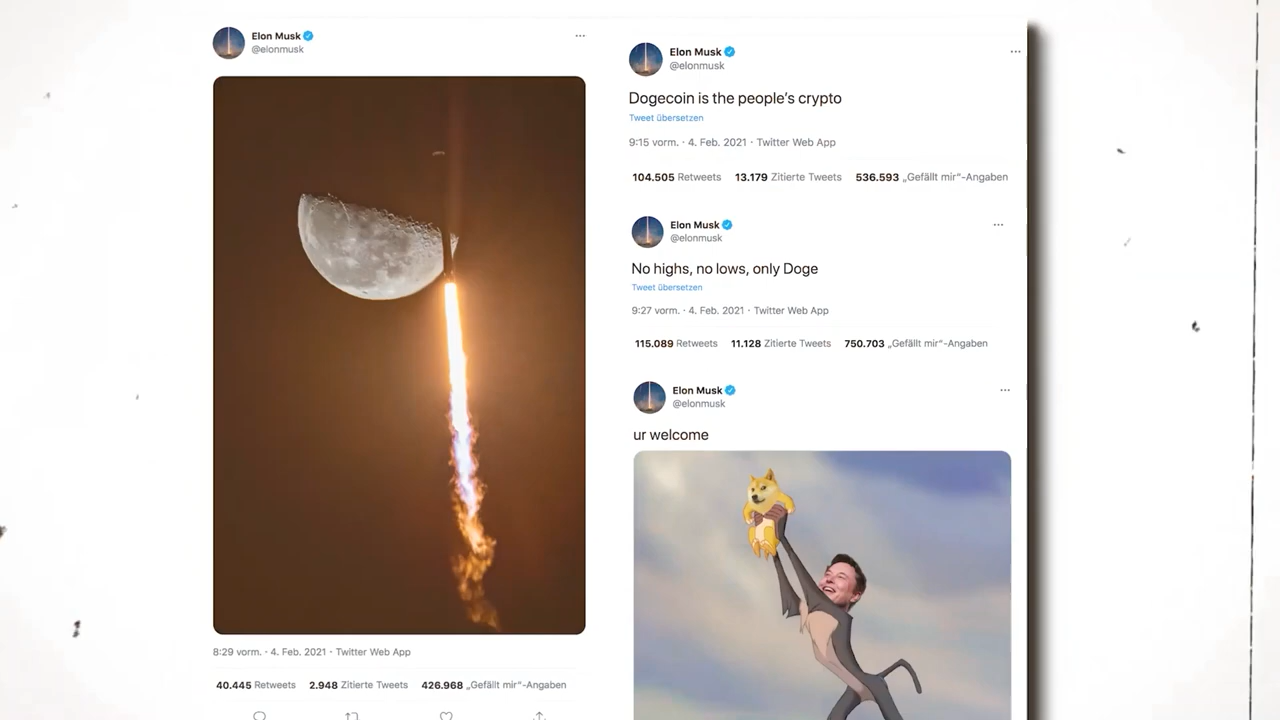 Elon Musk
@elonmusk
8:29 vorm. · 4. Feb. 2021 · Twitter Web App
40.445 Retweets 2.948 Zitierte Tweets 426.968 „Gefällt mir“-Angaben
Elon Musk
@elonmusk
Dogecoin is the people’s crypto
Tweet übersetzen
9:15 vorm. · 4. Feb. 2021 · Twitter Web App
104.505 Retweets 13.179 Zitierte Tweets 536.593 „Gefällt mir“-Angaben
Elon Musk
@elonmusk
No highs, no lows, only Doge
Tweet übersetzen
9:27 vorm. · 4. Feb. 2021 · Twitter Web App
115.089 Retweets 11.128 Zitierte Tweets 750.703 „Gefällt mir“-Angaben
Elon Musk
@elonmusk
ur welcome